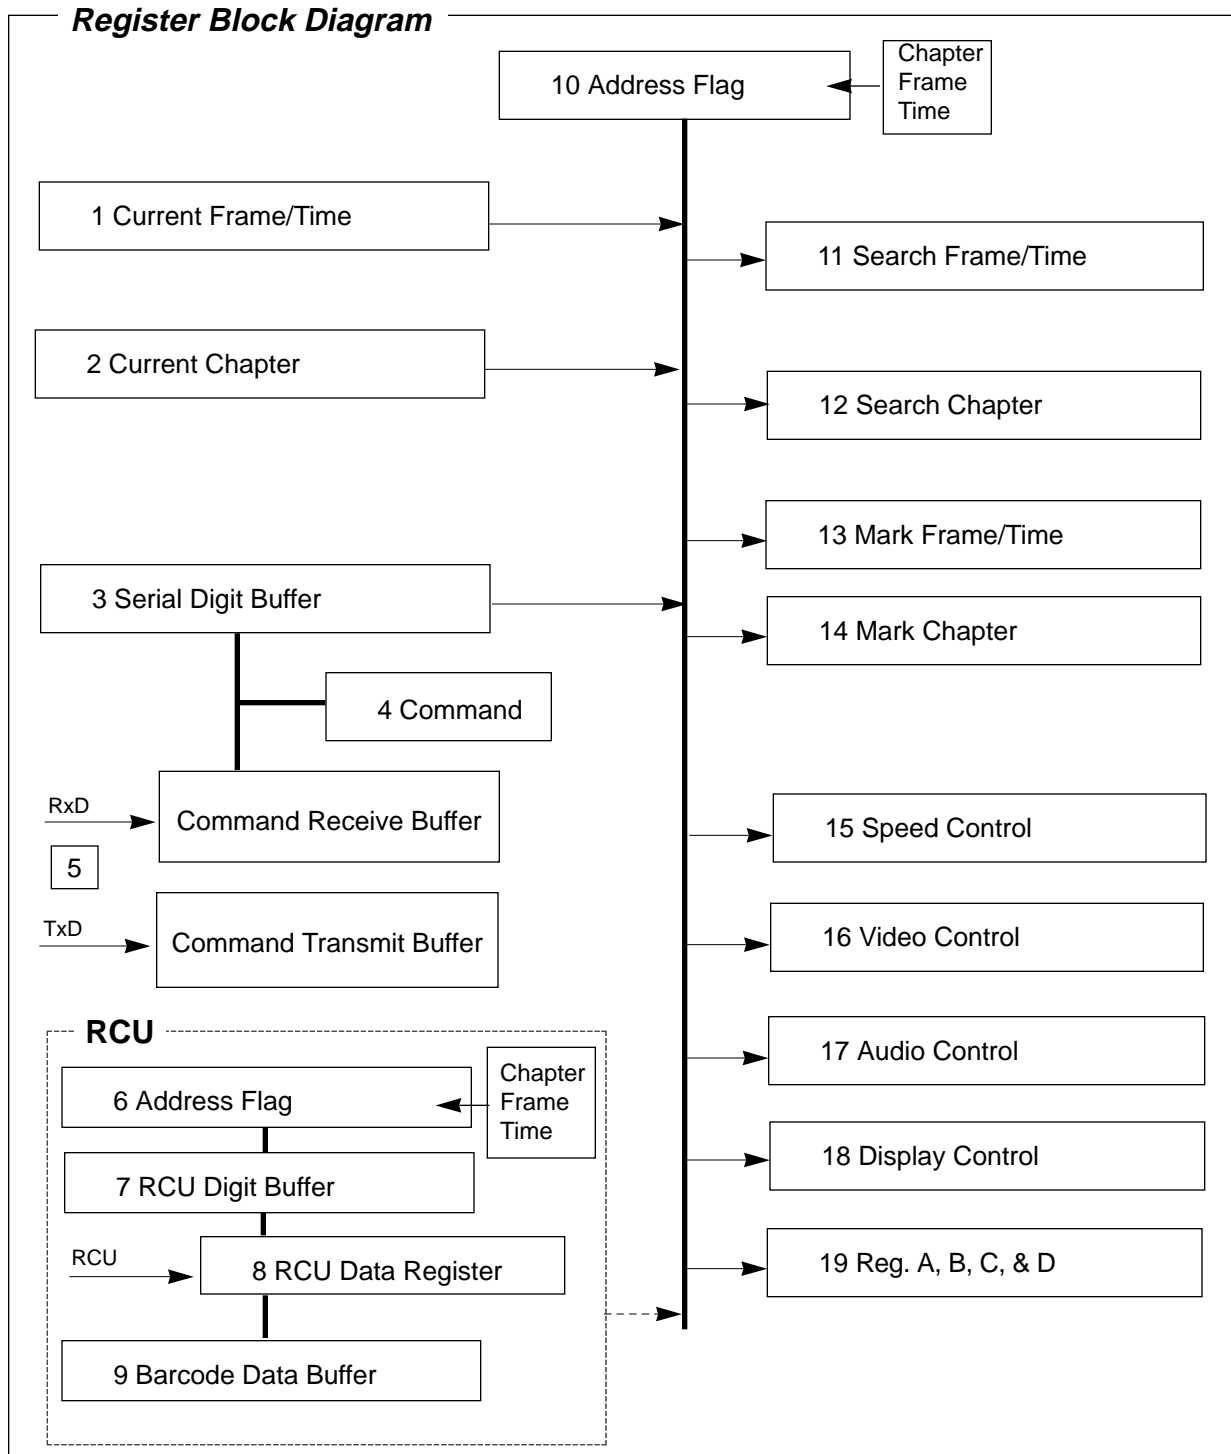 Register Block Diagram
10 Address Flag
Chapter
Frame
Time
1 Current Frame/Time
11 Search Frame/Time
2 Current Chapter
12 Search Chapter
13 Mark Frame/Time
3 Serial Digit Buffer
14 Mark Chapter
4 Command
RxD
Command Receive Buffer
15 Speed Control
5
TxD
Command Transmit Buffer
16 Video Control
RCU
17 Audio Control
6 Address Flag
Chapter
Frame
Time
18 Display Control
7 RCU Digit Buffer
RCU
8 RCU Data Register
19 Reg. A, B, C, & D
9 Barcode Data Buffer